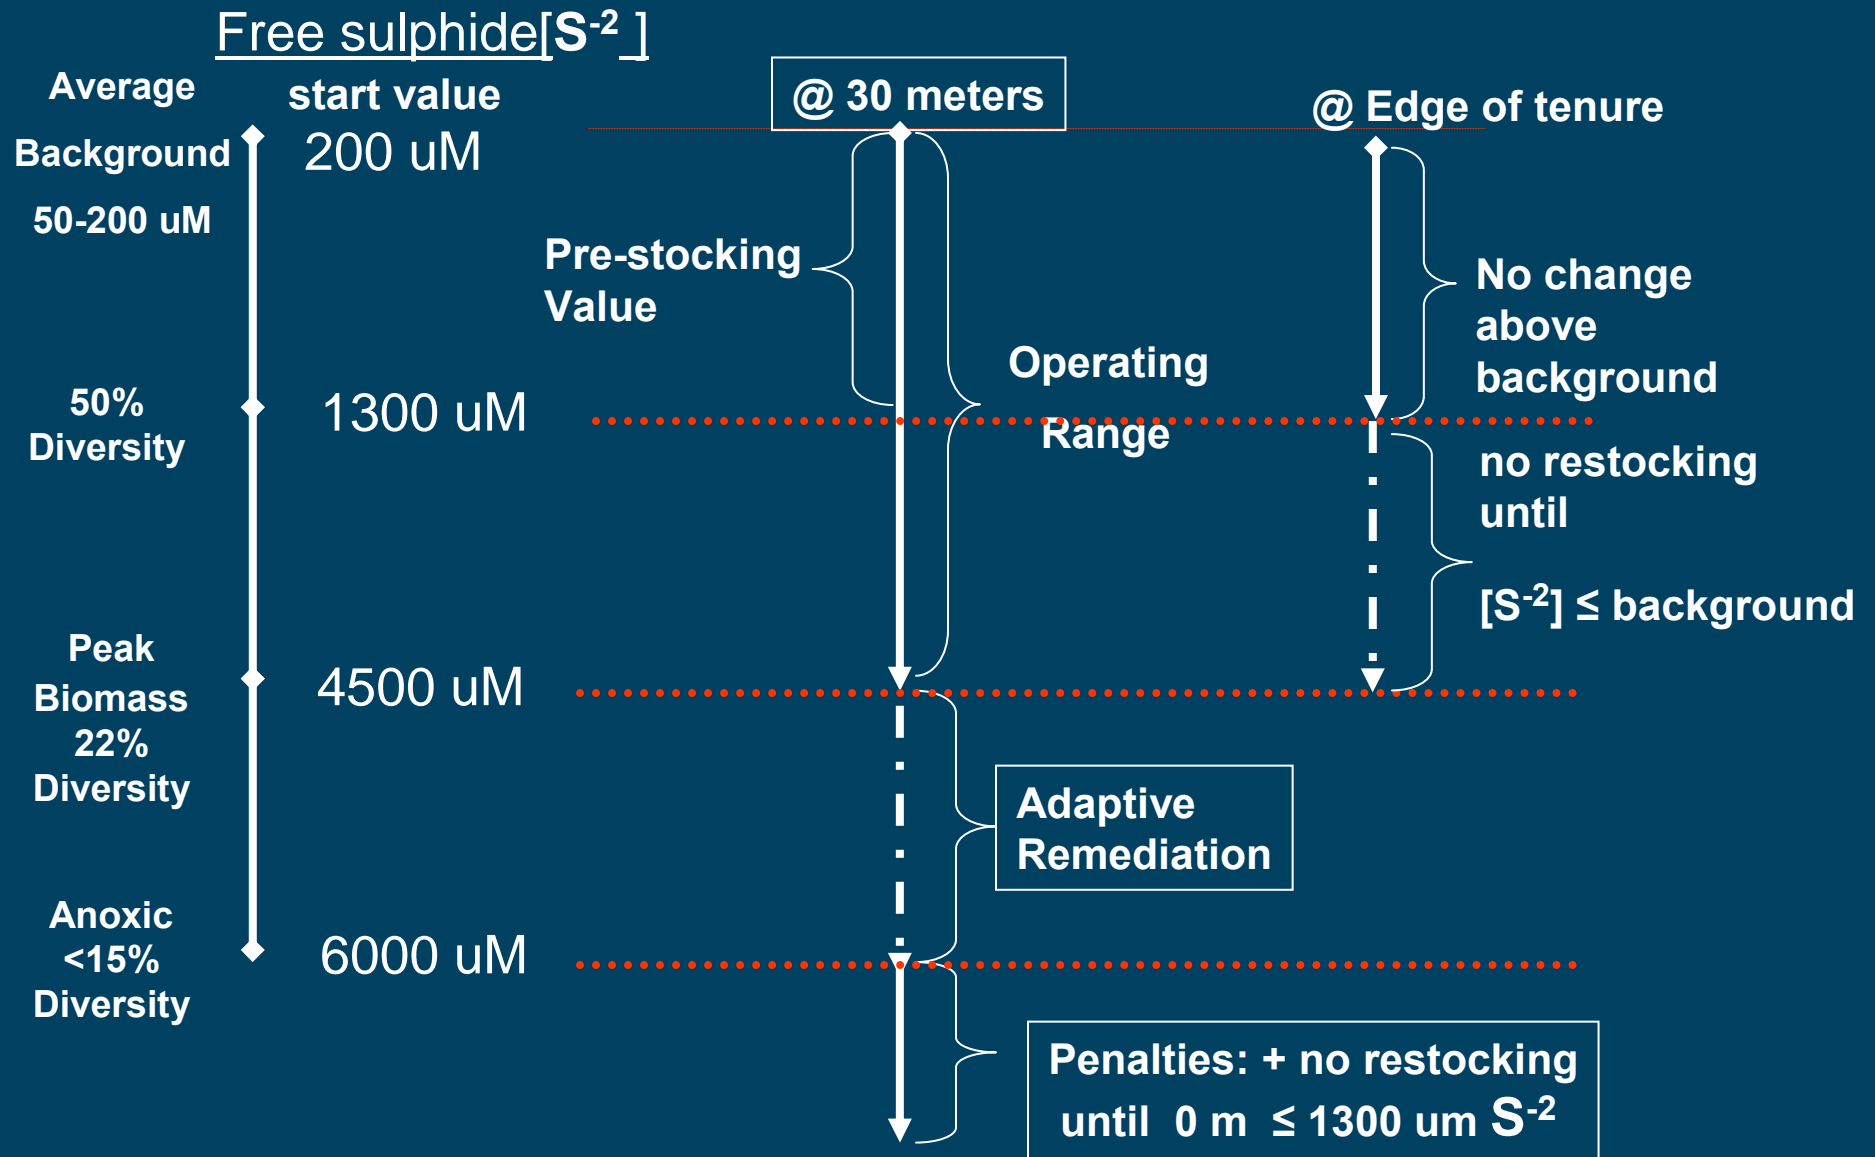 Free sulphide[S⁻² ]
Average
Background
50-200 uM
start value
200 uM
@ 30 meters
@ Edge of tenure
Pre-stocking
Value
Operating
Range
No change
above
background
50%
Diversity
1300 uM
no restocking
until
[S⁻²] ≤ background
Peak
Biomass
22%
Diversity
4500 uM
Adaptive
Remediation
Anoxic
<15%
Diversity
6000 uM
Penalties: + no restocking
until 0 m ≤ 1300 um S⁻²